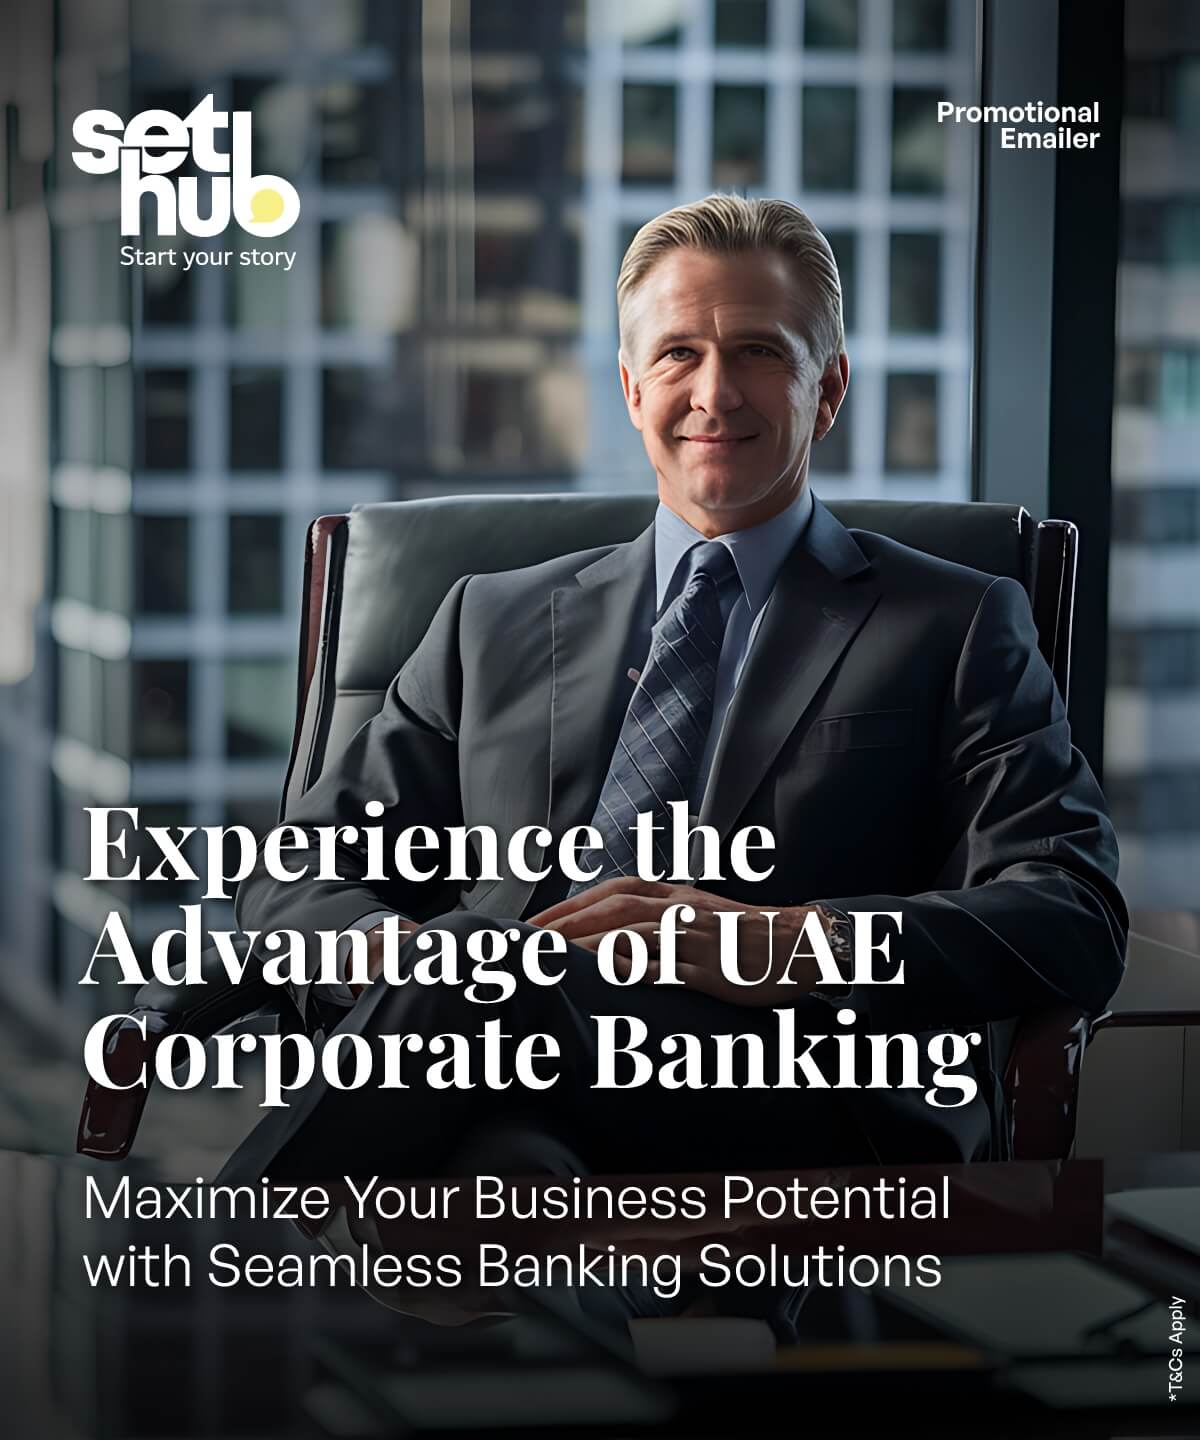 set
hub
Start your story
Promotional
Emailer
Experience the
Advantage of UAE
Corporate Banking
Maximize Your Business Potential
with Seamless Banking Solutions
*T&Cs Apply